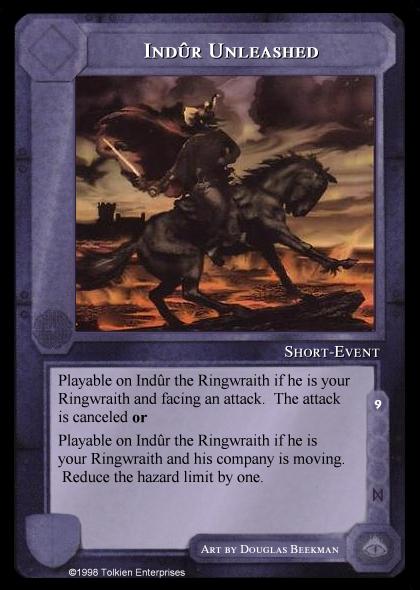 INDÛR UNLEASHED
SHORT-EVENT
Playable on Indûr the Ringwraith if he is your
Ringwraith and facing an attack. The attack
is canceled or
9
Playable on Indûr the Ringwraith if he is
your Ringwraith and his company is moving.
Reduce the hazard limit by one.
ART BY DOUGLAS BEEKMAN
©1998 Tolkien Enterprises